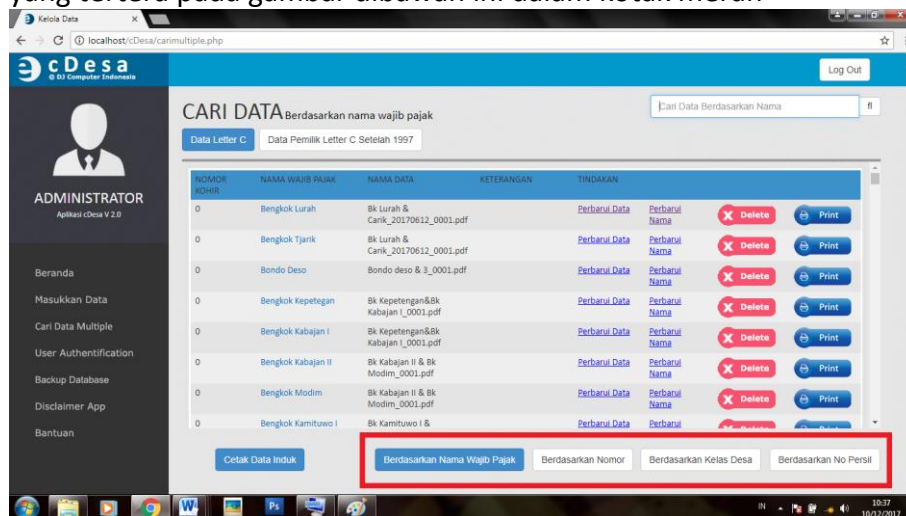 yang tertera pada gambar dibawah ini dalam kotak merah
Kelola Data
localhost/cDesa/carimultiple.php
cDesa
© DJ Computer Indonesia
Log Out
CARI DATA Berdasarkan nama wajib pajak
Cari Data Berdasarkan Nama
Data Letter C
Data Pemilik Letter C Setelah 1997
ADMINISTRATOR
Aplikasi cDesa V 2.0
Beranda
Masukkan Data
Cari Data Multiple
User Authentification
Backup Database
Disclaimer App
Bantuan
NOMOR KOHIR NAMA WAJIB PAJAK NAMA DATA KETERANGAN TINDAKAN
0 Bengkok Lurah Bk Lurah & Carik_20170612_0001.pdf Perbarui Data Perbarui Nama Delete Print
0 Bengkok Tjarik Bk Lurah & Carik_20170612_0001.pdf Perbarui Data Perbarui Nama Delete Print
0 Bondo Deso Bondo deso & 3_0001.pdf Perbarui Data Perbarui Nama Delete Print
0 Bengkok Kepetegan Bk Kepetengan&Bk Kabajan I_0001.pdf Perbarui Data Perbarui Nama Delete Print
0 Bengkok Kabajan I Bk Kepetengan&Bk Kabajan I_0001.pdf Perbarui Data Perbarui Nama Delete Print
0 Bengkok Kabajan II Bk Kabajan II & Bk Modim_0001.pdf Perbarui Data Perbarui Nama Delete Print
0 Bengkok Modim Bk Kabajan II & Bk Modim_0001.pdf Perbarui Data Perbarui Nama Delete Print
0 Bengkok Kamituwo I Bk Kamituwo I & Perbarui Data Perbarui
Cetak Data Induk
Berdasarkan Nama Wajib Pajak
Berdasarkan Nomor
Berdasarkan Kelas Desa
Berdasarkan No Persil
IN
10:37
10/12/2017